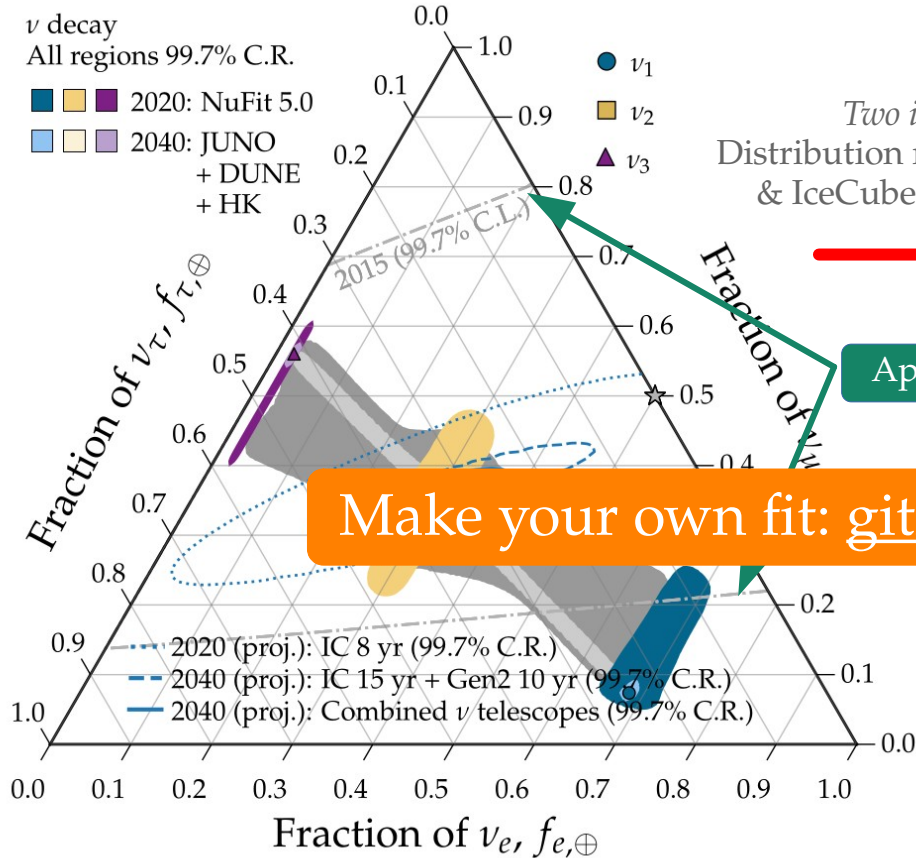 ν decay
All regions 99.7% C.R.
2020: NuFit 5.0
2040: JUNO
+ DUNE
+ HK
ν1
ν2
ν3
Two i
Distribution
& IceCube
2015 (99.7% C.L.)
Fraction of ντ, fτ,⊕
Fraction of νμ
Ap
Make your own fit: git
2020 (proj.): IC 8 yr (99.7% C.R.)
2040 (proj.): IC 15 yr + Gen2 10 yr (99.7% C.R.)
2040 (proj.): Combined ν telescopes (99.7% C.R.)
0.0
0.1
0.2
0.3
0.4
0.5
0.6
0.7
0.8
0.9
1.0
1.0
0.9
0.8
0.7
0.6
0.5
0.4
0.2
0.1
0.0
0.0 0.1 0.2 0.3 0.4 0.5 0.6 0.7 0.8 0.9 1.0
Fraction of νe, fe,⊕